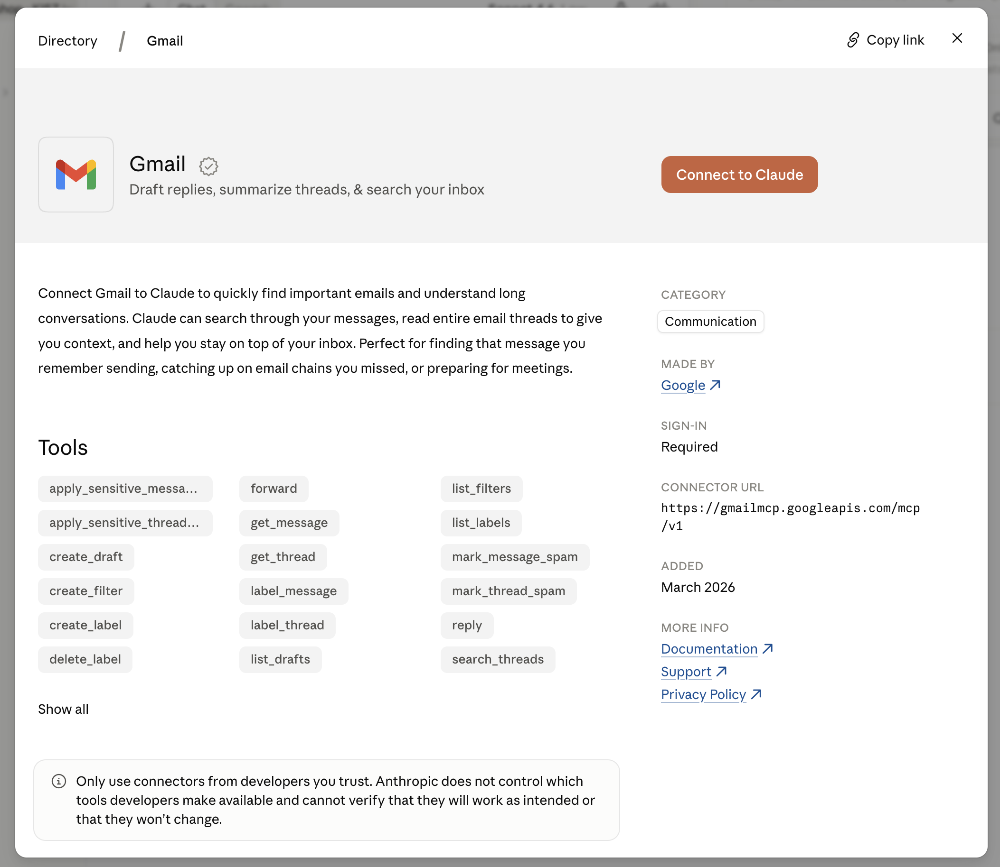 Directory / Gmail
Copy link
Gmail
Draft replies, summarize threads, & search your inbox
Connect to Claude
Connect Gmail to Claude to quickly find important emails and understand long
conversations. Claude can search through your messages, read entire email threads to give
you context, and help you stay on top of your inbox. Perfect for finding that message you
remember sending, catching up on email chains you missed, or preparing for meetings.
Tools
apply_sensitive_messa...
apply_sensitive_thread...
create_draft
create_filter
create_label
delete_label
forward
get_message
get_thread
label_message
label_thread
list_drafts
list_filters
list_labels
mark_message_spam
mark_thread_spam
reply
search_threads
Show all
Only use connectors from developers you trust. Anthropic does not control which
tools developers make available and cannot verify that they will work as intended or
that they won’t change.
CATEGORY
Communication
MADE BY
Google
SIGN-IN
Required
CONNECTOR URL
https://gmailmcp.googleapis.com/mcp
/v1
ADDED
March 2026
MORE INFO
Documentation
Support
Privacy Policy